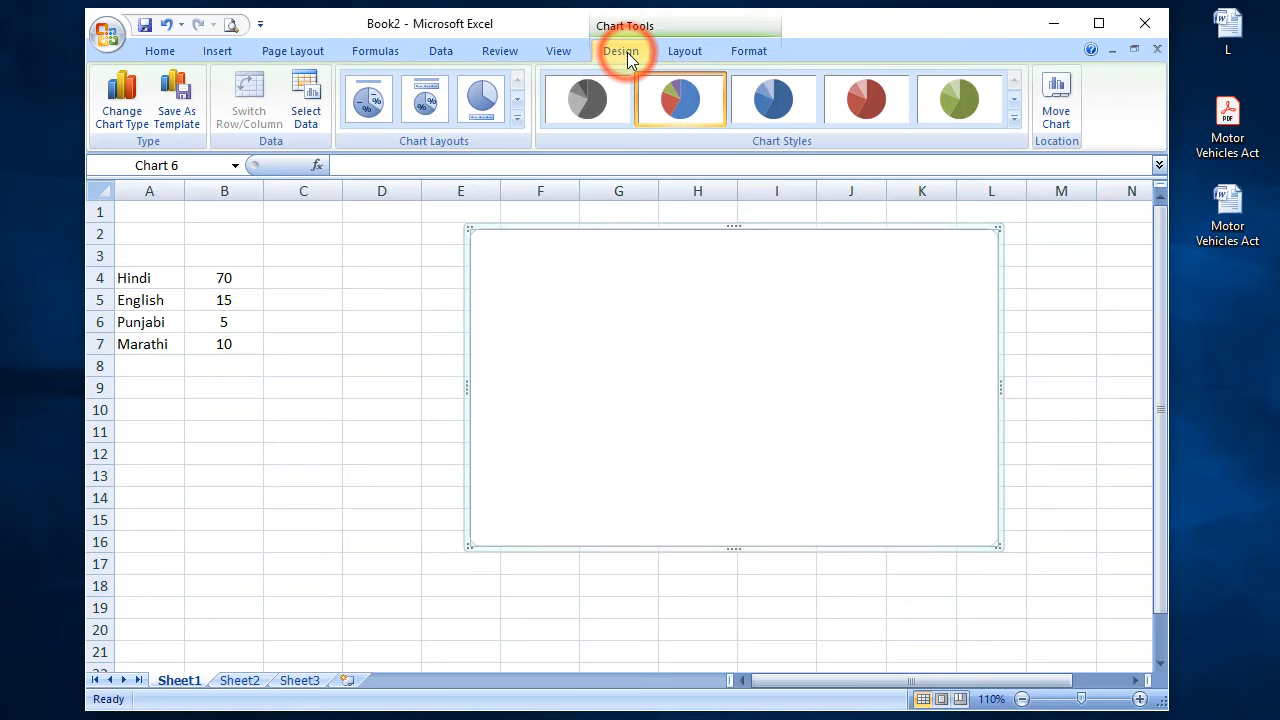 Book2 - Microsoft Excel
Chart Tools
Home Insert Page Layout Formulas Data Review View Design Layout Format
Change Chart Type
Save As Template
Switch Row/Column
Select Data
Move Chart
Type Data Chart Layouts Chart Styles Location
Chart 6
fx
A B C D E F G H I J K L M N
1
2
3
4 Hindi 70
5 English 15
6 Punjabi 5
7 Marathi 10
8
9
10
11
12
13
14
15
16
17
18
19
20
21
Sheet1 Sheet2 Sheet3
Ready 110%
L
PDF
Motor Vehicles Act
Motor Vehicles Act